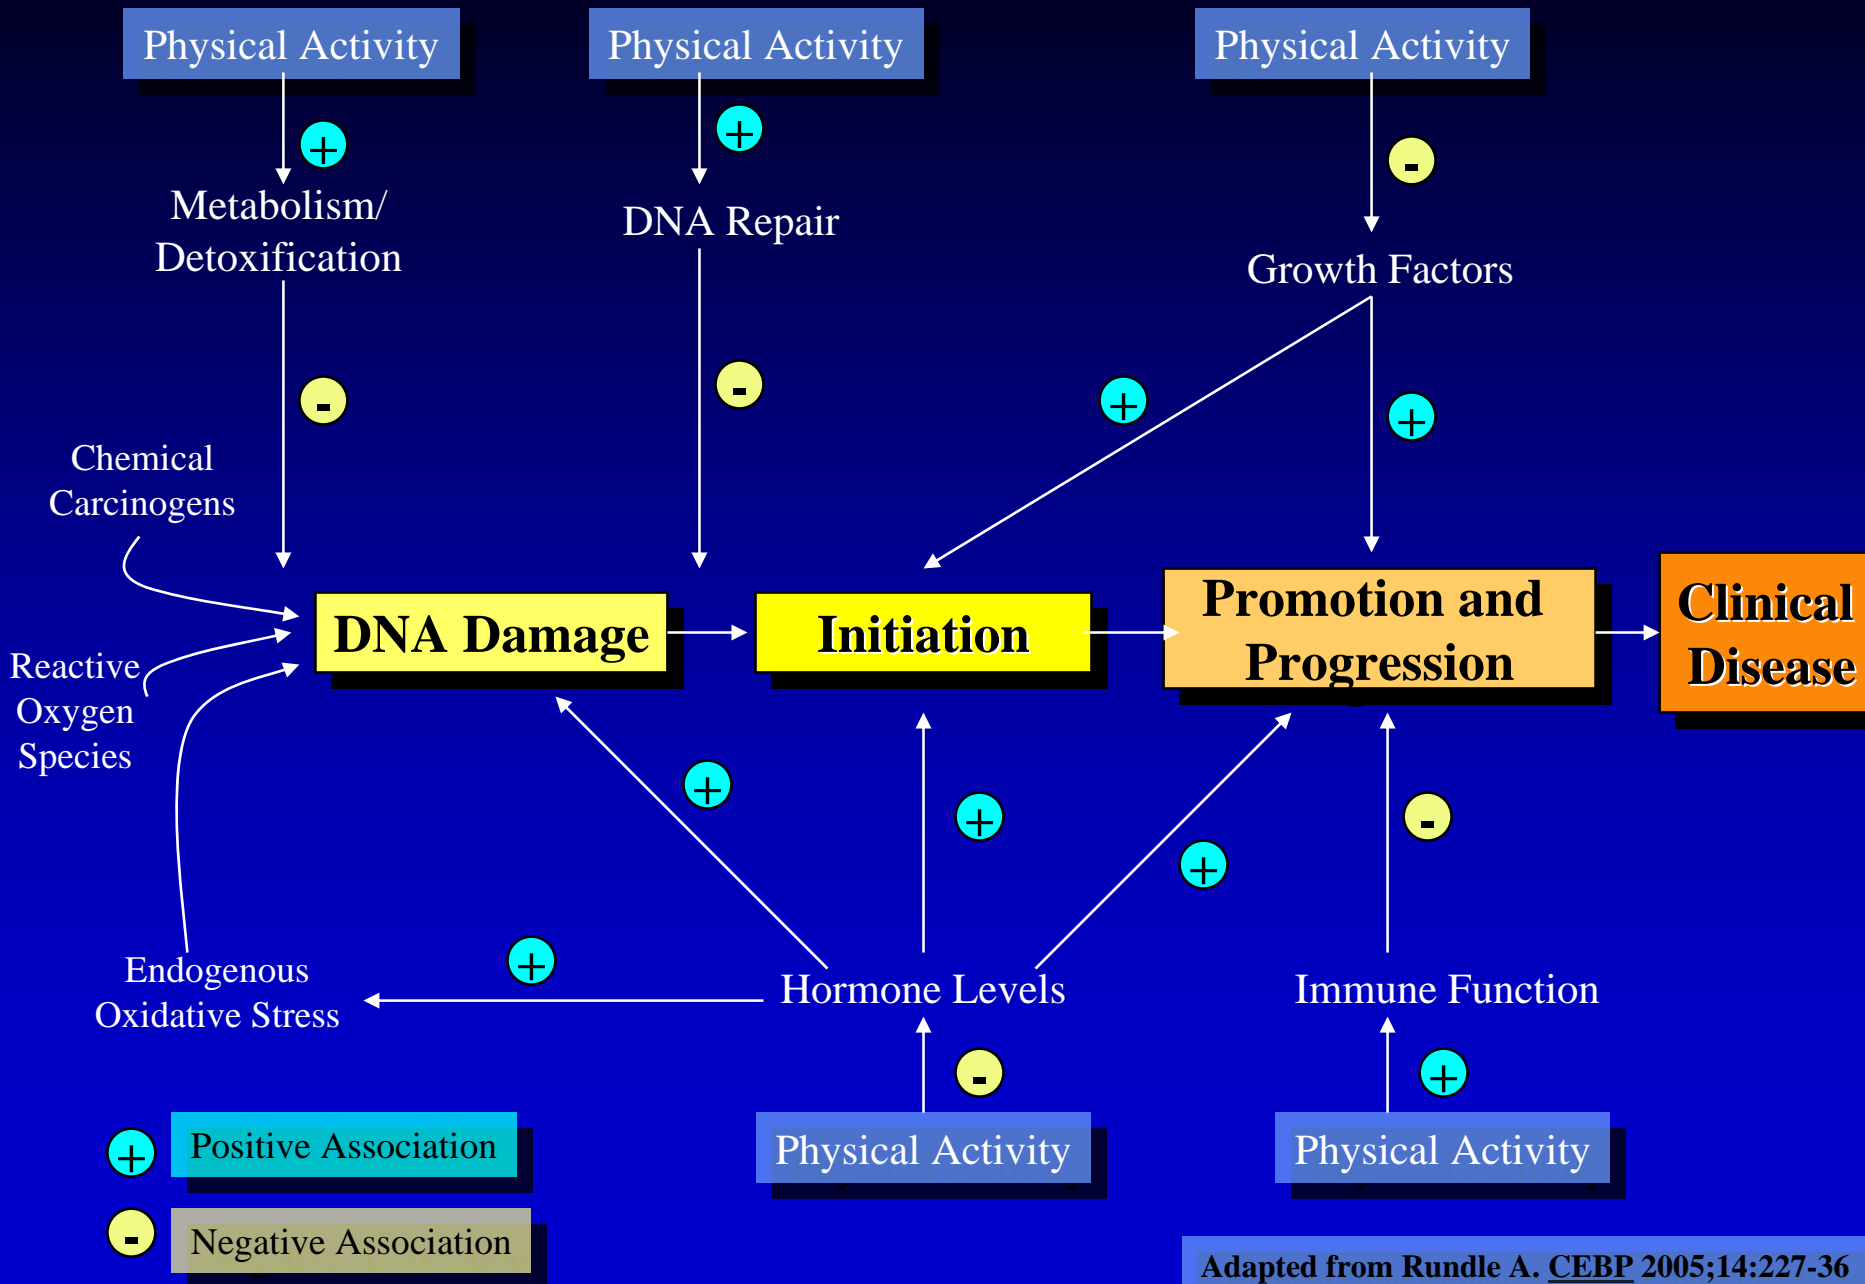 Physical Activity
Physical Activity
Physical Activity
+
+
-
Metabolism/
Detoxification
DNA Repair
Growth Factors
-
-
+
+
Chemical
Carcinogens
DNA Damage
Initiation
Promotion and
Progression
Clinical
Disease
Reactive
Oxygen
Species
+
+
-
+
+
Endogenous
Oxidative Stress
Hormone Levels
Immune Function
-
+
Physical Activity
Physical Activity
+
Positive Association
-
Negative Association
Adapted from Rundle A. CEBP 2005;14:227-36